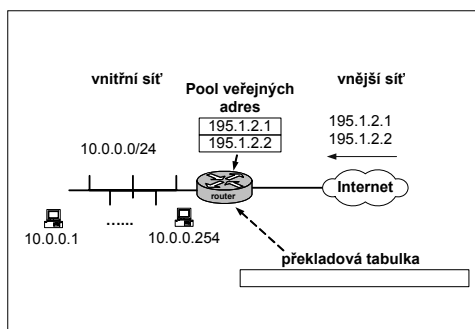 vnitřní síť
Pool veřejných
adres
vnější síť
195.1.2.1
195.1.2.2
195.1.2.1
195.1.2.2
10.0.0.0/24
router
Internet
10.0.0.1
......
10.0.0.254
překladová tabulka